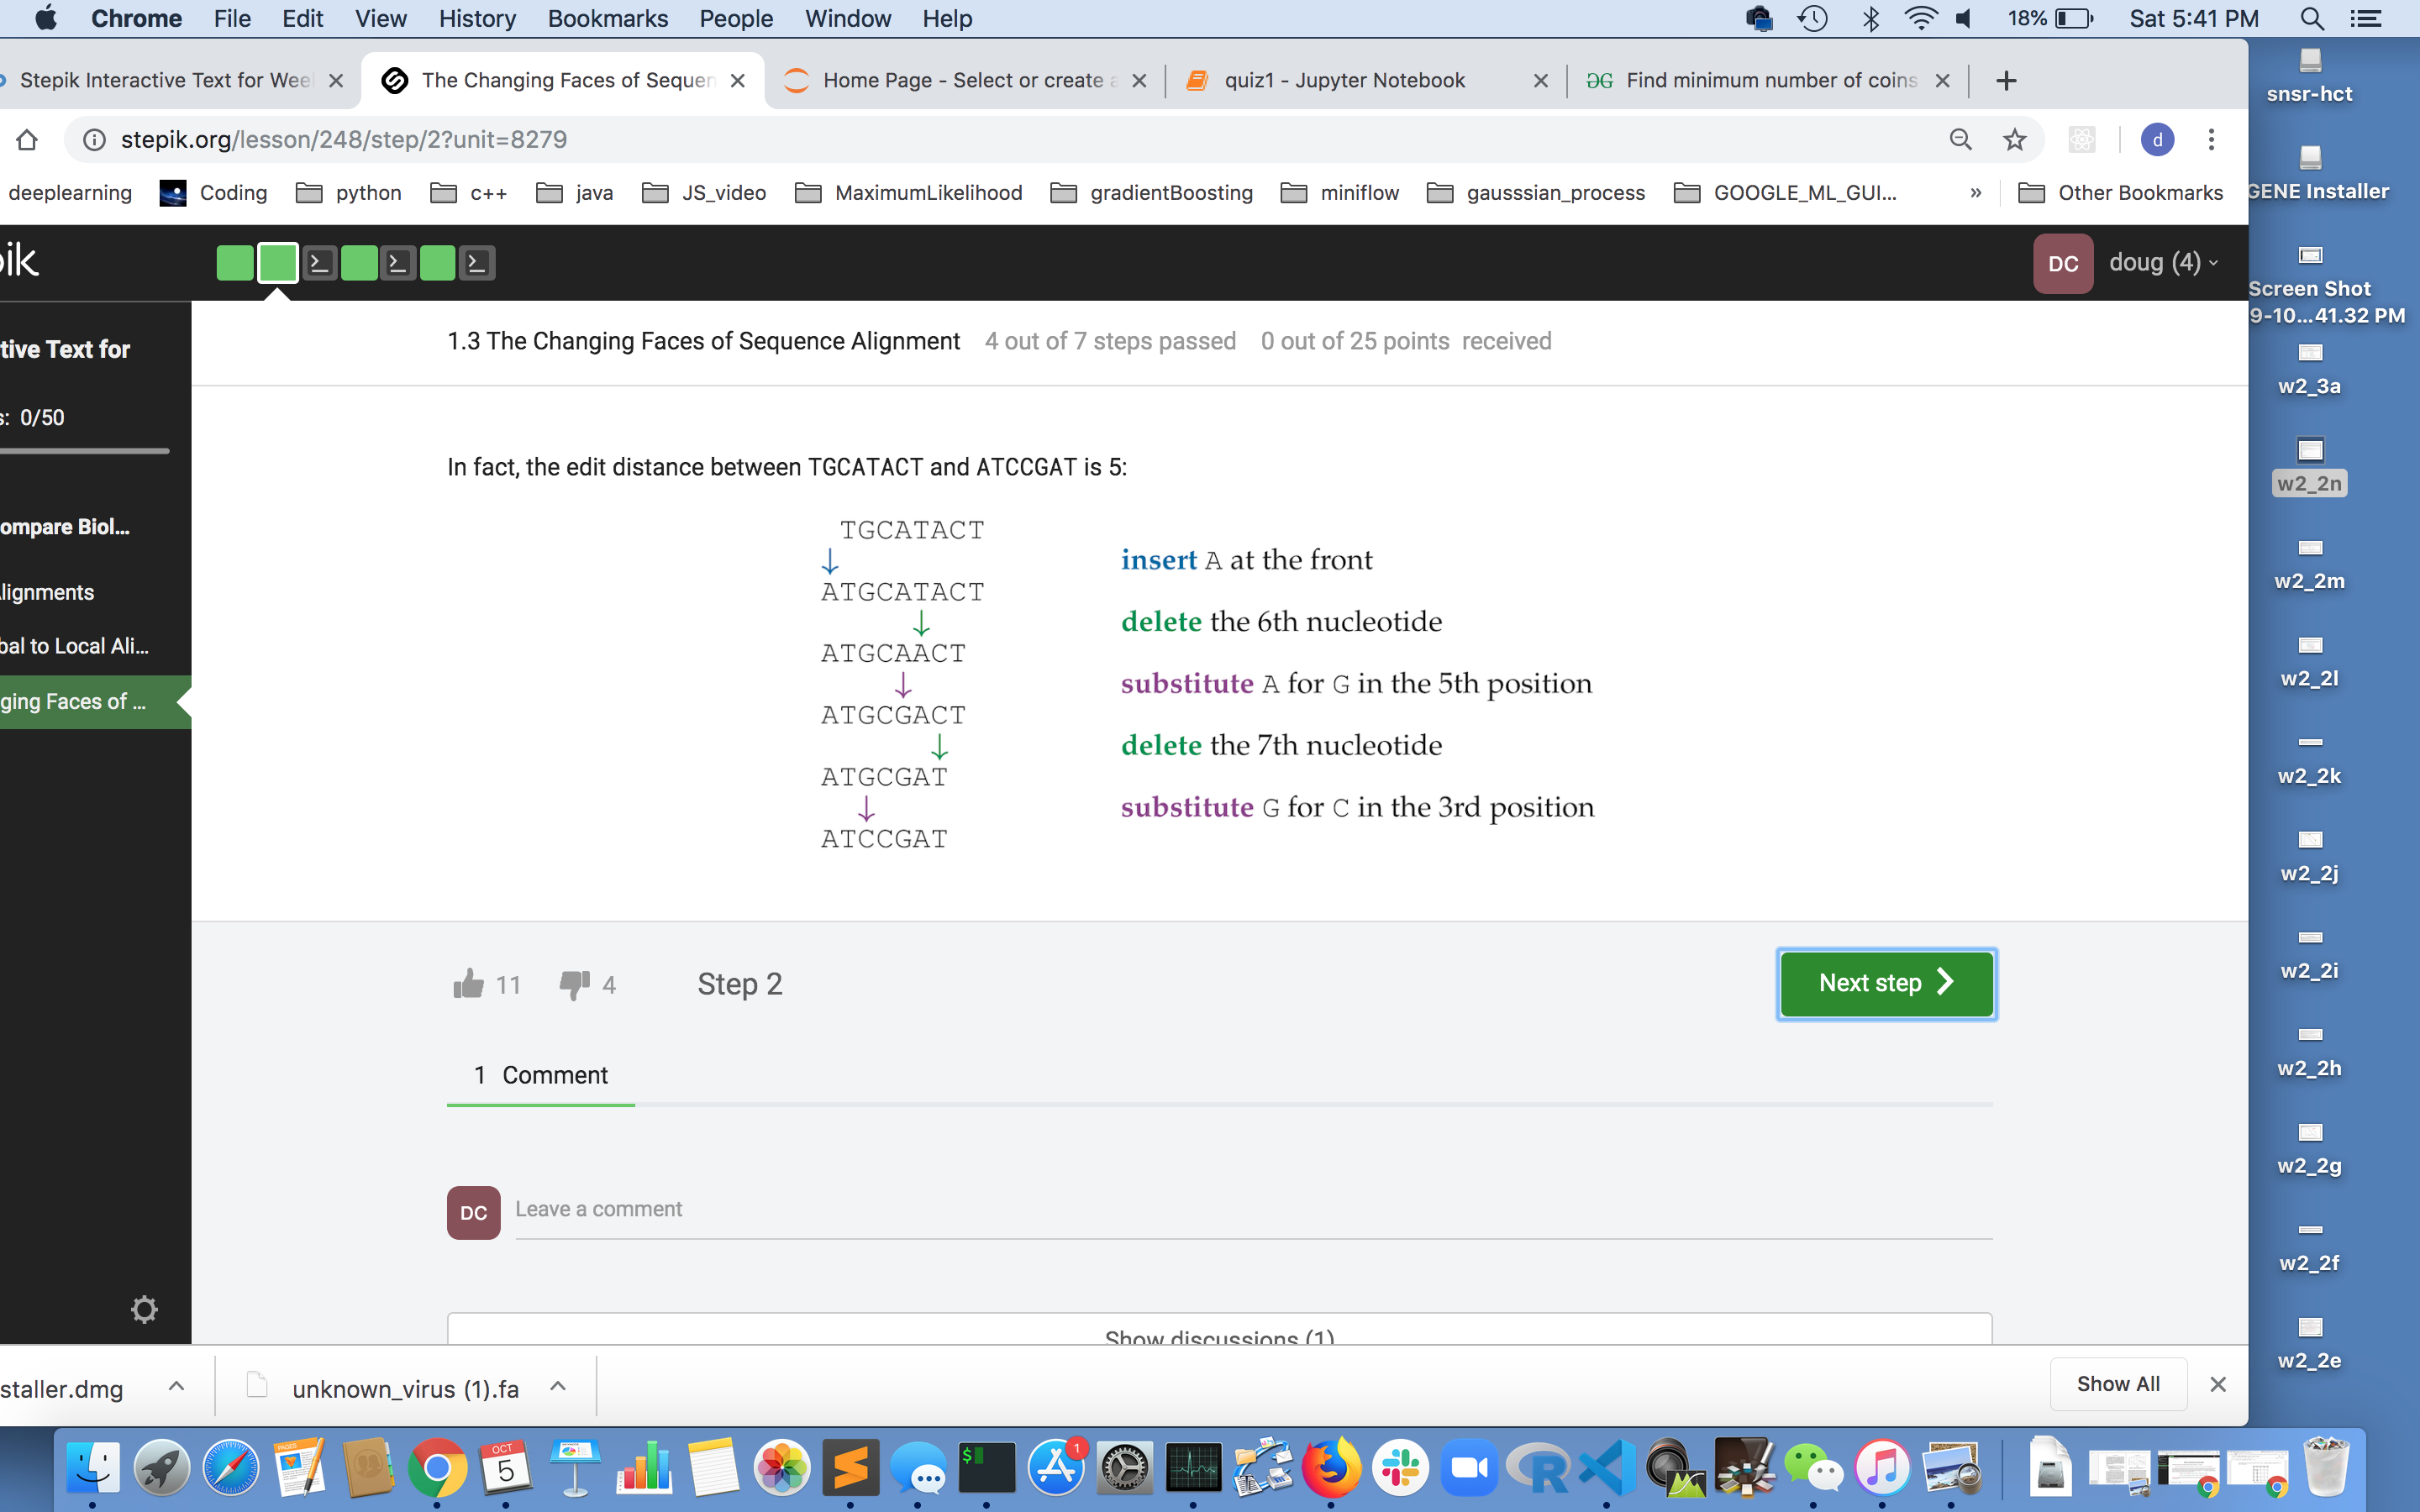 Chrome File Edit View History Bookmarks People Window Help 18% Sat 5:41 PM
Stepik Interactive Text for Wee The Changing Faces of Sequen Home Page - Select or create a quiz1 - Jupyter Notebook Find minimum number of coins
stepik.org/lesson/248/step/2?unit=8279 d
deeplearning Coding python c++ java JS_video MaximumLikelihood gradientBoosting miniflow gausssian_process GOOGLE_ML_GUI... » Other Bookmarks
pik DC doug (4)
1.3 The Changing Faces of Sequence Alignment 4 out of 7 steps passed 0 out of 25 points received
tive Text for
s: 0/50
ompare Biol...
lignments
bal to Local Ali...
ging Faces of ...
In fact, the edit distance between TGCATACT and ATCCGAT is 5:
TGCATACT
insert A at the front
ATGCATACT
delete the 6th nucleotide
ATGCAACT
substitute A for G in the 5th position
ATGCGACT
delete the 7th nucleotide
ATGCGAT
substitute G for C in the 3rd position
ATCCGAT
11 4 Step 2 Next step
1 Comment
DC Leave a comment
Show discussions (1)
staller.dmg unknown_virus (1).fa Show All
snsr-hct
GENE Installer
Screen Shot
9-10...41.32 PM
w2_3a
w2_2n
w2_2m
w2_2l
w2_2k
w2_2j
w2_2i
w2_2h
w2_2g
w2_2f
w2_2e
PAGES OCT 5 $ 1 R